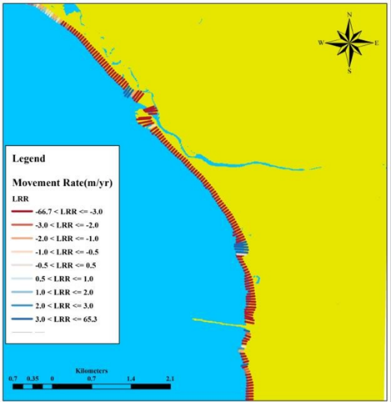 N
W E
S
Legend
Movement Rate(m/yr)
LRR
-66.7 < LRR <= -3.0
-3.0 < LRR <= -2.0
-2.0 < LRR <= -1.0
-1.0 < LRR <= -0.5
-0.5 < LRR <= 0.5
0.5 < LRR <= 1.0
1.0 < LRR <= 2.0
2.0 < LRR <= 3.0
3.0 < LRR <= 65.3
Kilometers
0.7 0.35 0 0.7 1.4 2.1